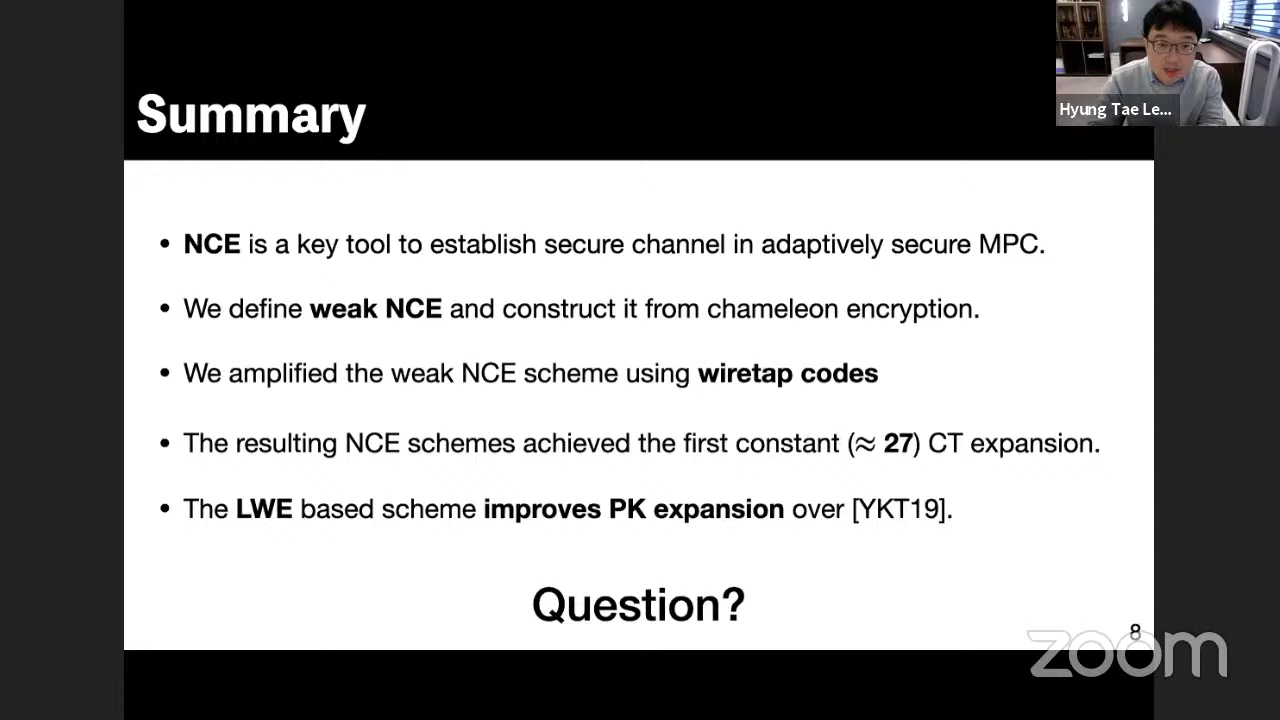 Hyung Tae Le...
Summary
• NCE is a key tool to establish secure channel in adaptively secure MPC.
• We define weak NCE and construct it from chameleon encryption.
• We amplified the weak NCE scheme using wiretap codes
• The resulting NCE schemes achieved the first constant (≈ 27) CT expansion.
• The LWE based scheme improves PK expansion over [YKT19].
Question?
8
zoom